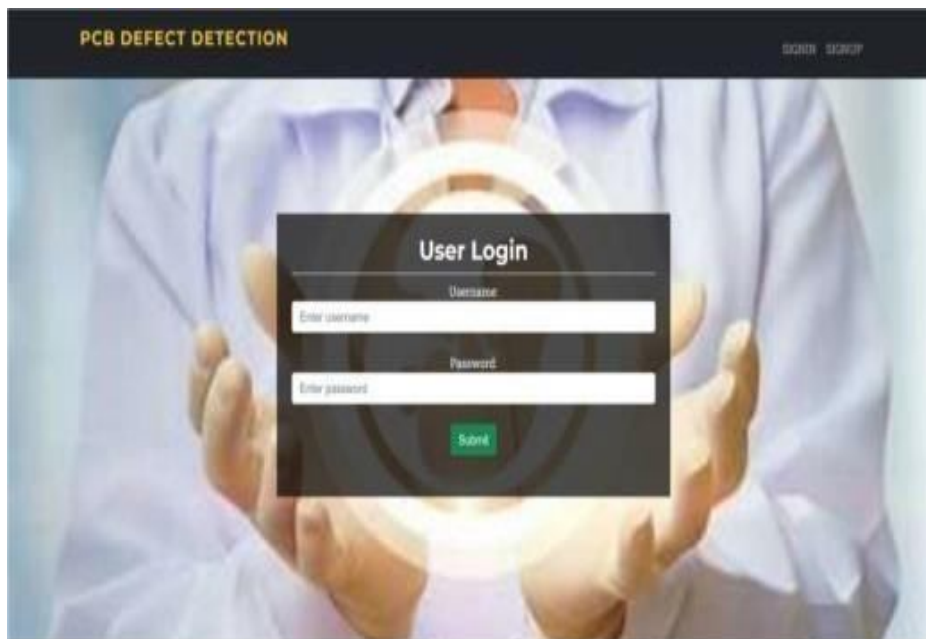 PCB DEFECT DETECTION
SIGNIN SIGNUP
User Login
Username
Enter username
Password
Enter password
Submit